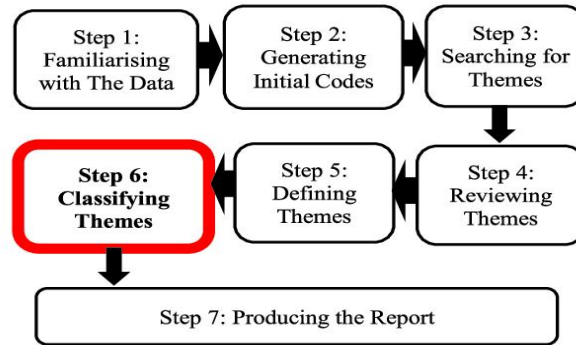 Step 1:
Familiarising
with The Data
Step 2:
Generating
Initial Codes
Step 3:
Searching for
Themes
Step 4:
Reviewing
Themes
Step 5:
Defining
Themes
Step 6:
Classifying
Themes
Step 7: Producing the Report